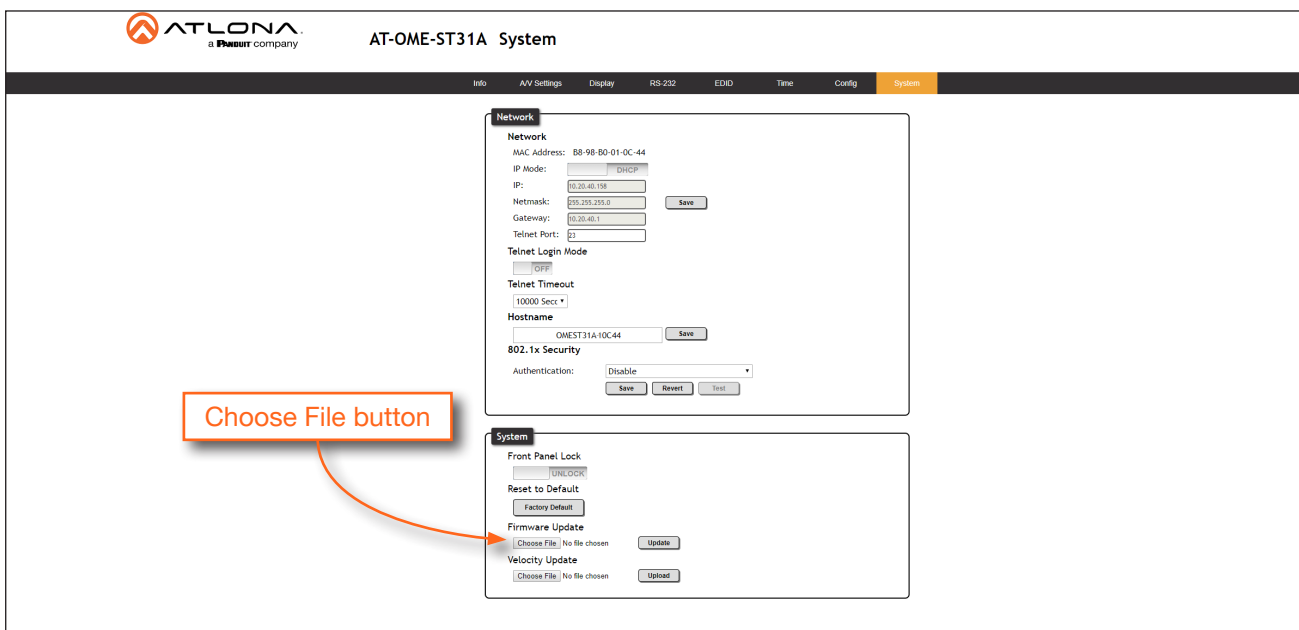 ATLONA.
a PANDUIT company
AT-OME-ST31A System
Info A/V Settings Display RS-232 EDID Time Config System
Network
Network
MAC Address: B8-98-B0-01-0C-44
IP Mode: DHCP
IP: 10.20.40.158
Netmask: 255.255.255.0 Save
Gateway: 10.20.40.1
Telnet Port: 23
Telnet Login Mode
OFF
Telnet Timeout
10000 Secc
Hostname
OMEST31A-10C44 Save
802.1x Security
Authentication: Disable
Save Revert Test
Choose File button
System
Front Panel Lock
UNLOCK
Reset to Default
Factory Default
Firmware Update
Choose File No file chosen Update
Velocity Update
Choose File No file chosen Upload